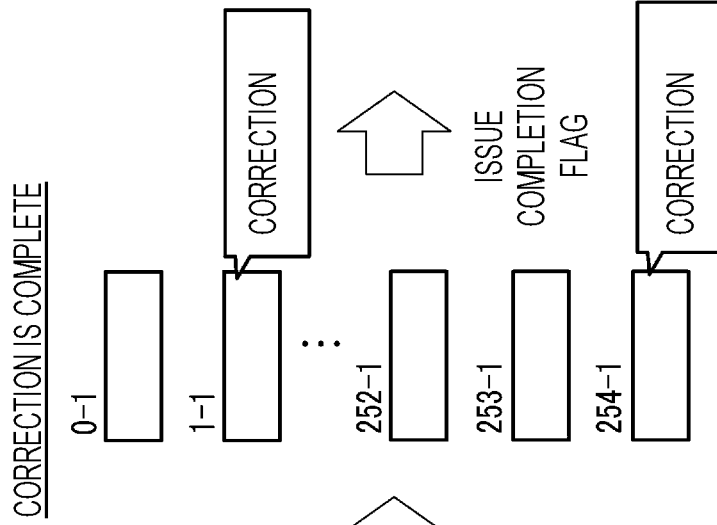 CORRECTION IS COMPLETE
0-1
1-1
CORRECTION
...
252-1
253-1
254-1
CORRECTION
ISSUE
COMPLETION
FLAG